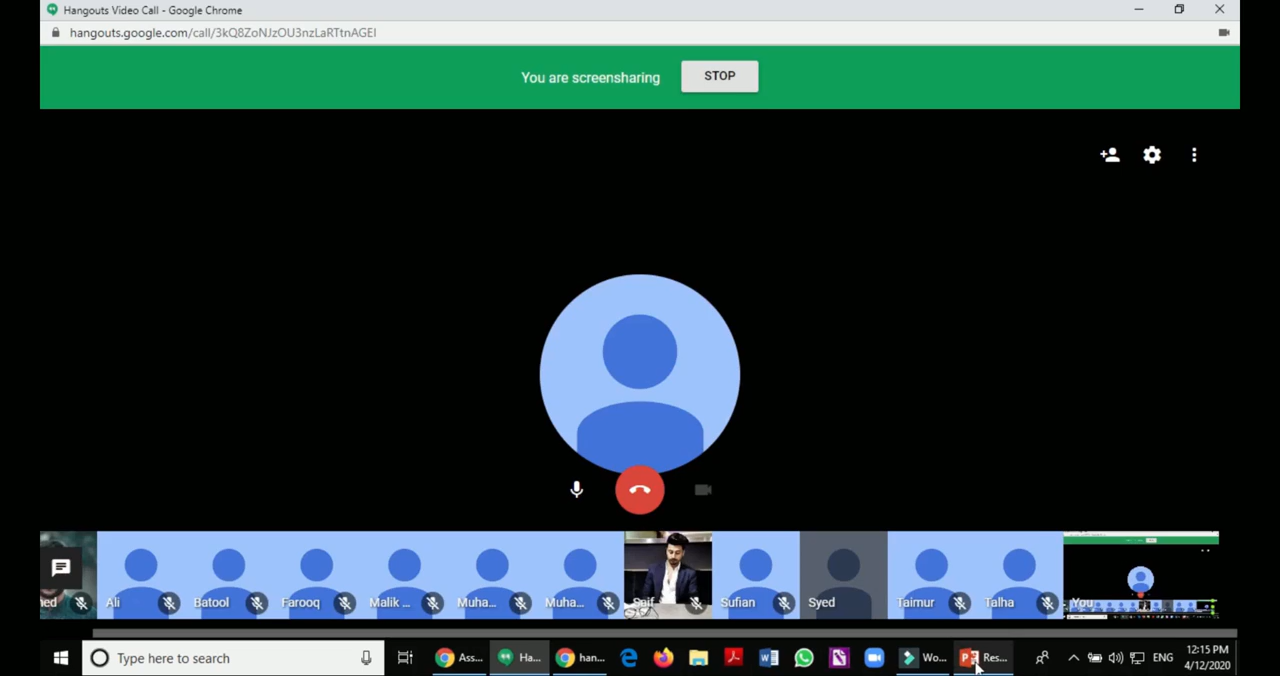 Hangouts Video Call - Google Chrome
hangouts.google.com/call/3kQ8ZoNJzOU3nzLaRTtnAGEI
You are screensharing STOP
ed Ali Batool Farooq Malik ... Muha... Muha... Saif Sufian Syed Taimur Talha You
Type here to search Ass... Ha... han... Wo... Res... ENG 12:15 PM
4/12/2020